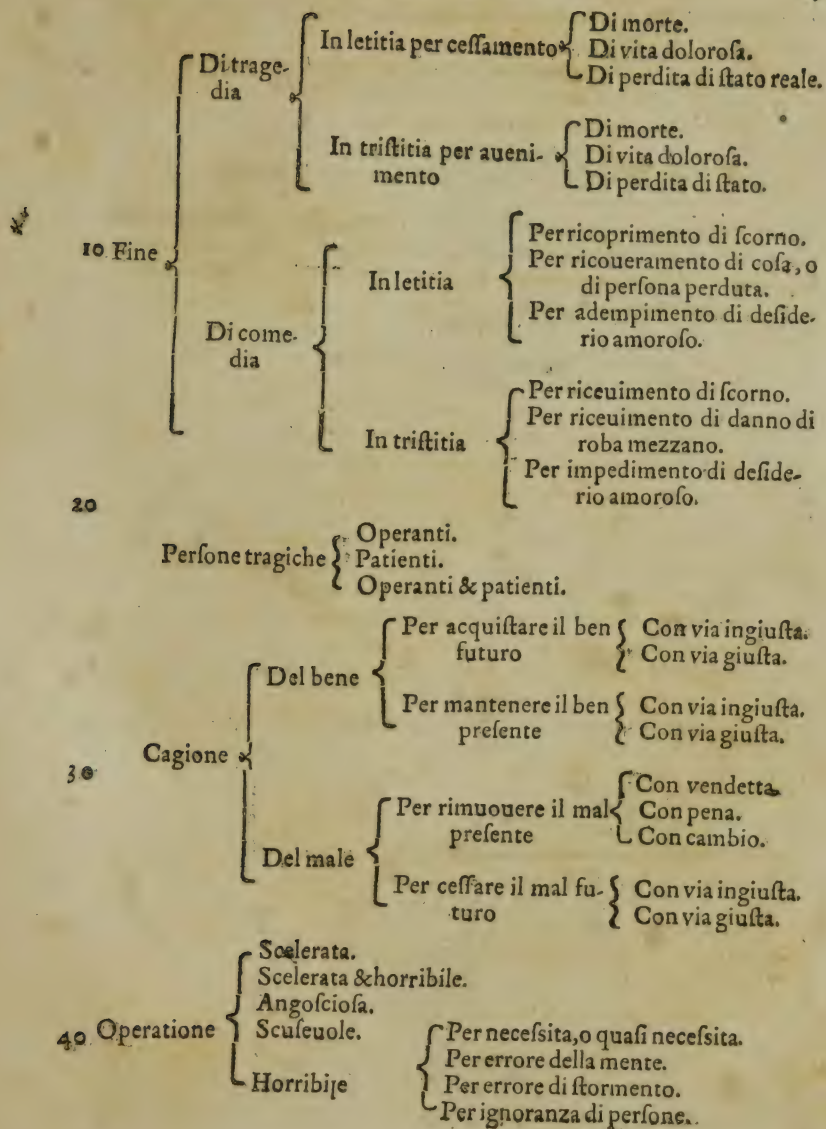 Di morte.
In letitia per ceſſamento
Di vita doloroſa.
Di perdita di ſtato reale.
Di trage-
dia
Di morte.
In triſtitia per aueni-
mento
Di vita doloroſa.
Di perdita di ſtato.
10 Fine
Per ricoprimento di ſcorno.
In letitia
Per ricoueramento di coſa, o
di perſona perduta.
Per adempimento di deſide-
rio amoroſo.
Di come-
dia
Per riceuimento di ſcorno.
Per riceuimento di danno di
roba mezzano.
In triſtitia
Per impedimento di deſide-
rio amoroſo.
20
Operanti.
Perſone tragiche
Patienti.
Operanti & patienti.
Per acquiſtare il ben
futuro
Con via ingiuſta.
Con via giuſta.
Del bene
Per mantenere il ben
preſente
Con via ingiuſta.
Con via giuſta.
30
Cagione
Con vendetta.
Per rimuouere il mal
preſente
Con pena.
Con cambio.
Del male
Per ceſſare il mal fu-
turo
Con via ingiuſta.
Con via giuſta.
Scelerata.
Scelerata & horribile.
Angoſcioſa.
40 Operatione
Scuſeuole.
Per neceſsita, o quaſi neceſsita.
Per errore della mente.
Horribile
Per errore di ſtormento.
Per ignoranza di perſone.